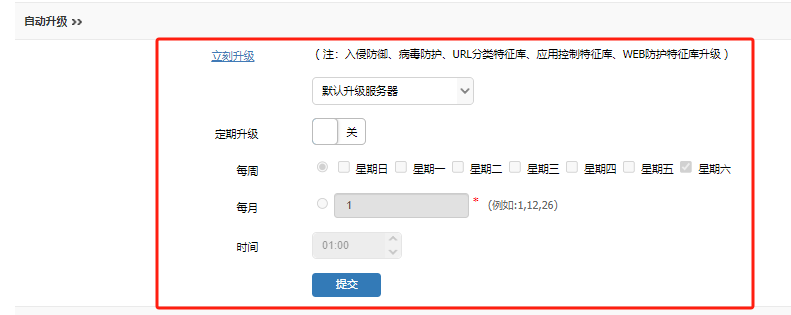 自动升级 >>
立刻升级 （注：入侵防御、病毒防护、URL分类特征库、应用控制特征库、WEB防护特征库升级）
默认升级服务器
定期升级 关
每周 星期日 星期一 星期二 星期三 星期四 星期五 星期六
每月 1 * (例如:1,12,26)
时间 01:00
提交